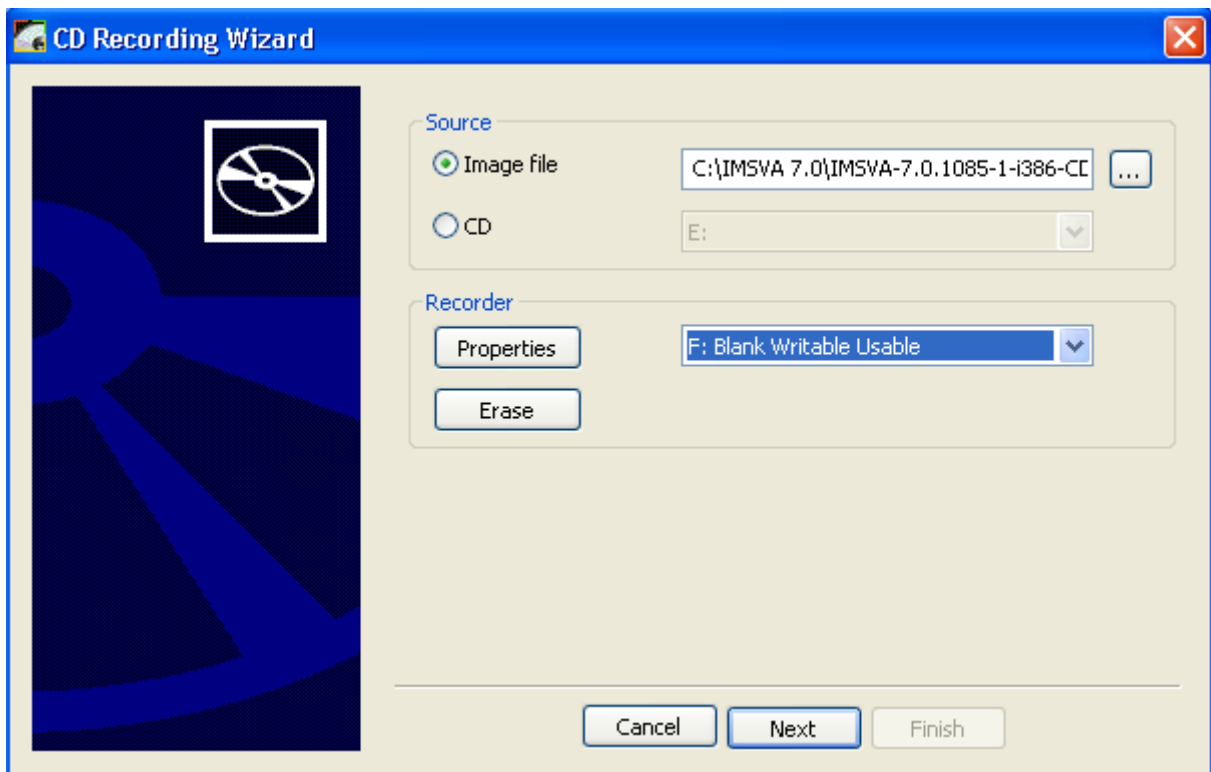 CD Recording Wizard
Source
Image file
C:\IMSVA 7.0\IMSVA-7.0.1085-1-i386-CD
...
CD
E:
Recorder
Properties
F: Blank Writable Usable
Erase
Cancel
Next
Finish